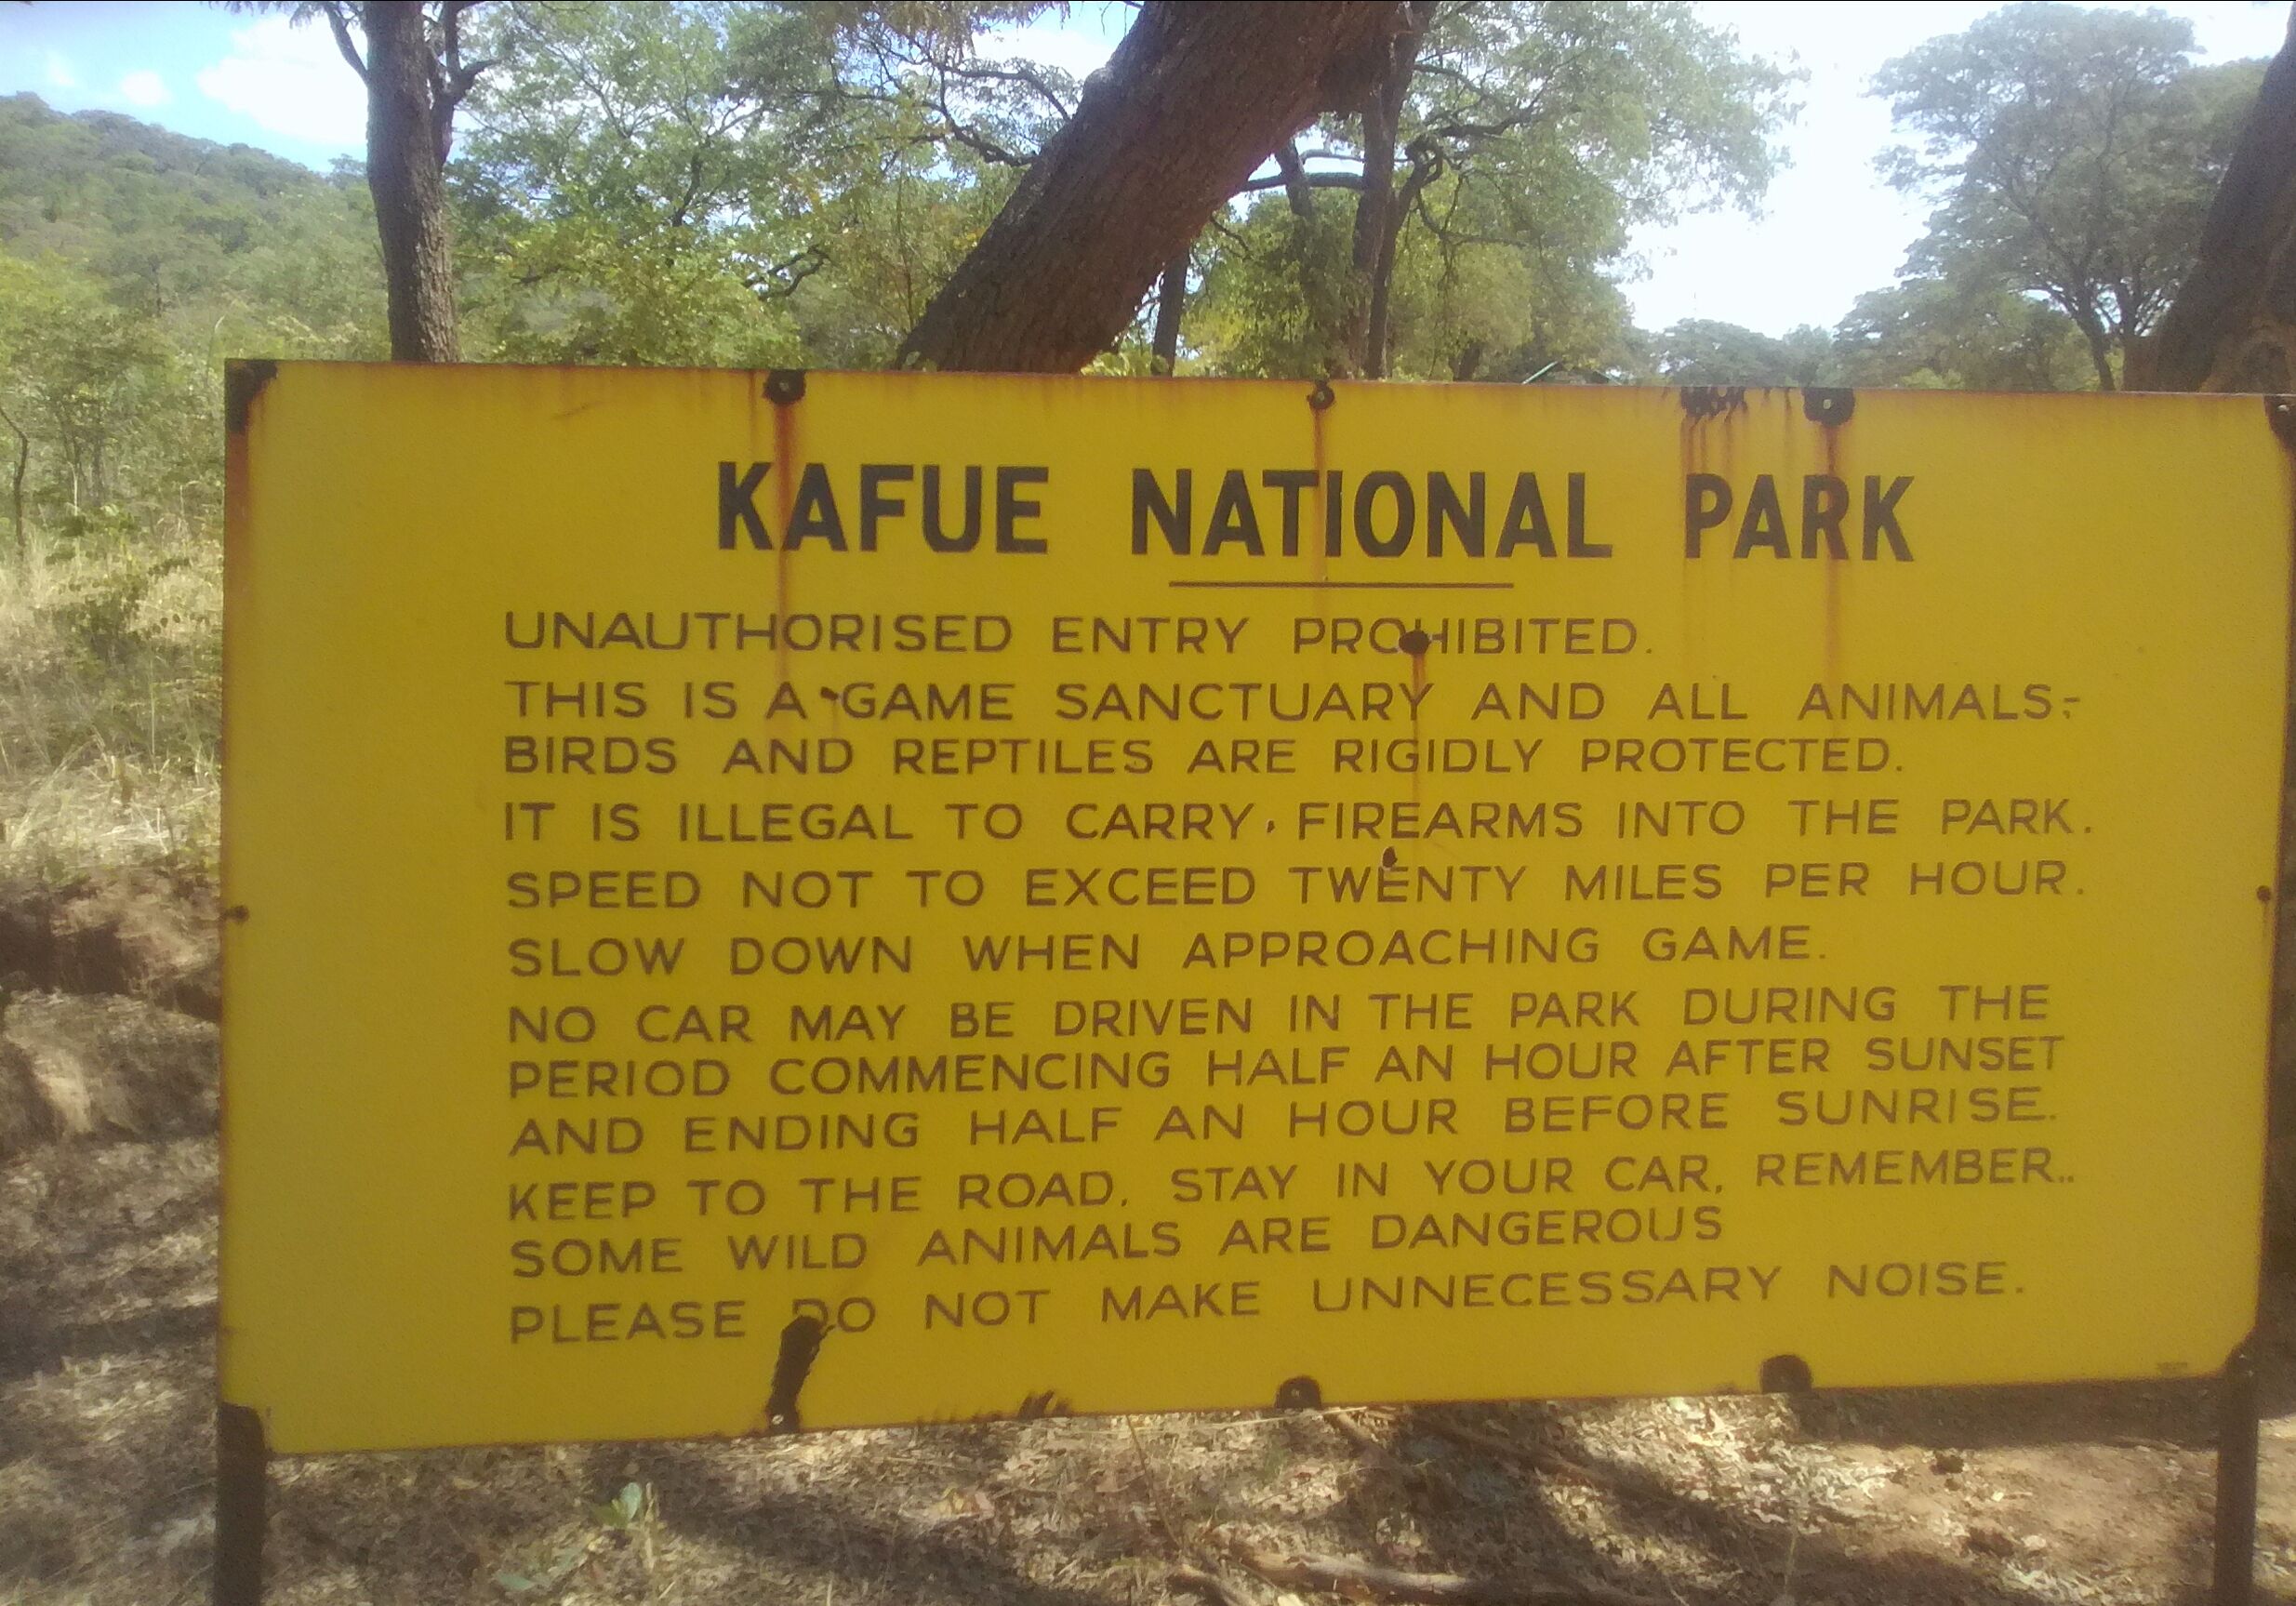 KAFUE NATIONAL PARK
UNAUTHORISED ENTRY PROHIBITED.
THIS IS A GAME SANCTUARY AND ALL ANIMALS;-
BIRDS AND REPTILES ARE RIGIDLY PROTECTED.
IT IS ILLEGAL TO CARRY FIREARMS INTO THE PARK.
SPEED NOT TO EXCEED TWENTY MILES PER HOUR.
SLOW DOWN WHEN APPROACHING GAME.
NO CAR MAY BE DRIVEN IN THE PARK DURING THE
PERIOD COMMENCING HALF AN HOUR AFTER SUNSET
AND ENDING HALF AN HOUR BEFORE SUNRISE.
KEEP TO THE ROAD. STAY IN YOUR CAR. REMEMBER..
SOME WILD ANIMALS ARE DANGEROUS
PLEASE DO NOT MAKE UNNECESSARY NOISE.